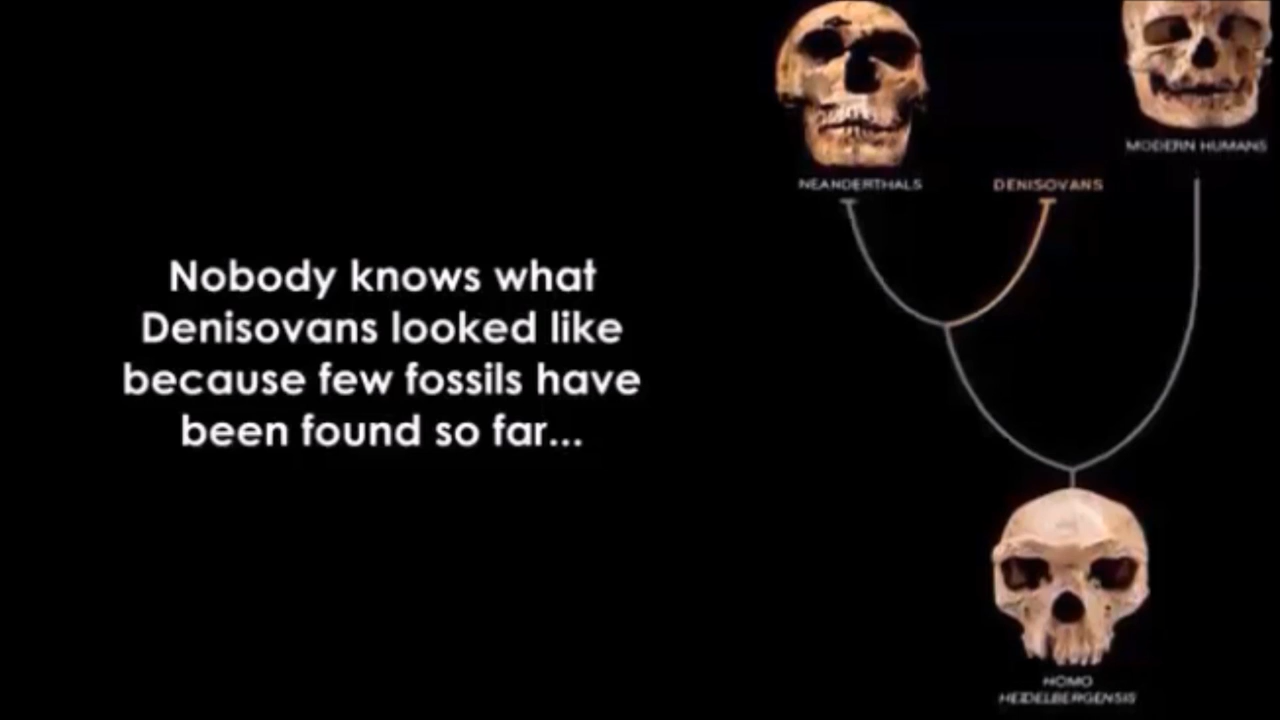 Nobody knows what
Denisovans looked like
because few fossils have
been found so far...
MODERN HUMANS
NEANDERTHALS
DENISOVANS
HOMO
HEIDELBERGENSIS